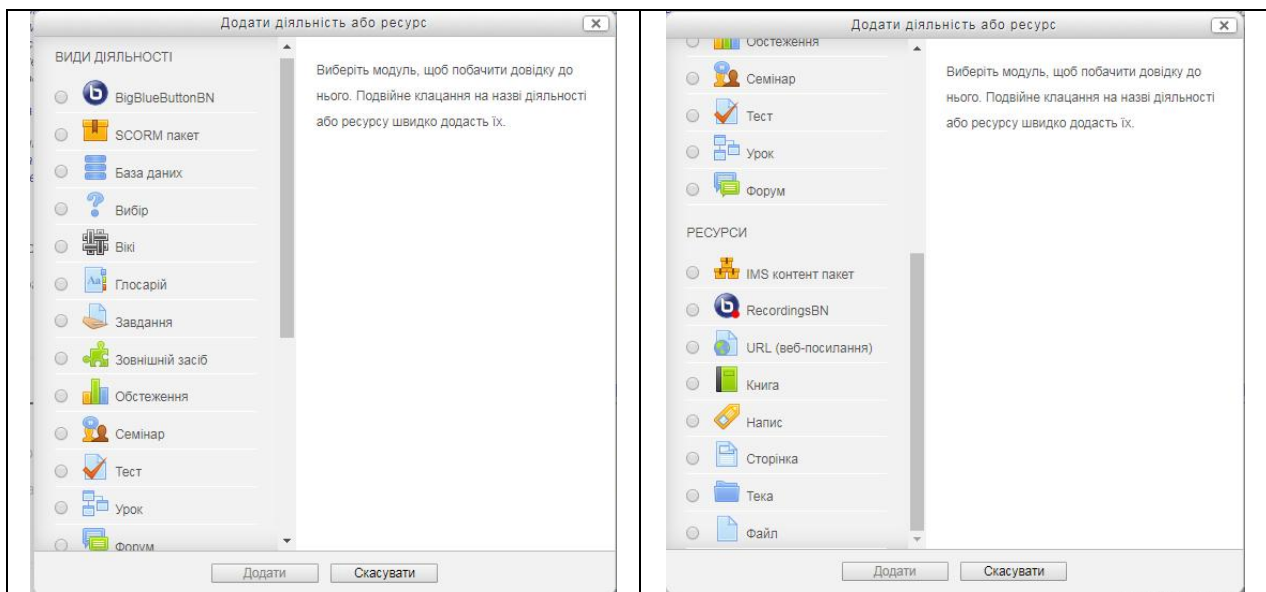 Додати діяльність або ресурс
ВИДИ ДІЯЛЬНОСТІ
BigBlueButtonBN
SCORM пакет
База даних
Вибір
Вікі
Глосарій
Завдання
Зовнішній засіб
Обстеження
Семінар
Тест
Урок
Форум
Виберіть модуль, щоб побачити довідку до
нього. Подвійне клацання на назві діяльності
або ресурсу швидко додасть їх.
Додати
Скасувати
Додати діяльність або ресурс
Обстеження
Семінар
Тест
Урок
Форум
РЕСУРСИ
IMS контент пакет
RecordingsBN
URL (веб-посилання)
Книга
Напис
Сторінка
Тека
Файл
Виберіть модуль, щоб побачити довідку до
нього. Подвійне клацання на назві діяльності
або ресурсу швидко додасть їх.
Додати
Скасувати